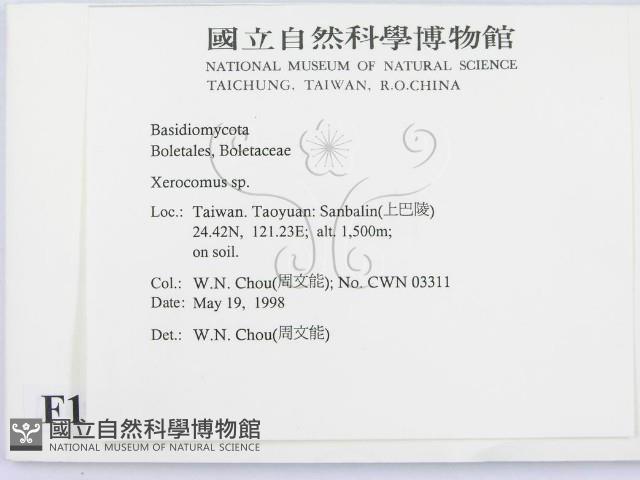 國立自然科學博物館
NATIONAL MUSEUM OF NATURAL SCIENCE
TAICHUNG, TAIWAN, R.O.CHINA
Basidiomycota
Boletales, Boletaceae
Xerocomus sp.
Loc.: Taiwan. Taoyuan: Sanbalin(上巴陵)
24.42N, 121.23E; alt. 1,500m;
on soil.
Col.: W.N. Chou(周文能); No. CWN 03311
Date: May 19, 1998
Det.: W.N. Chou(周文能)
F1
國立自然科學博物館
NATIONAL MUSEUM OF NATURAL SCIENCE